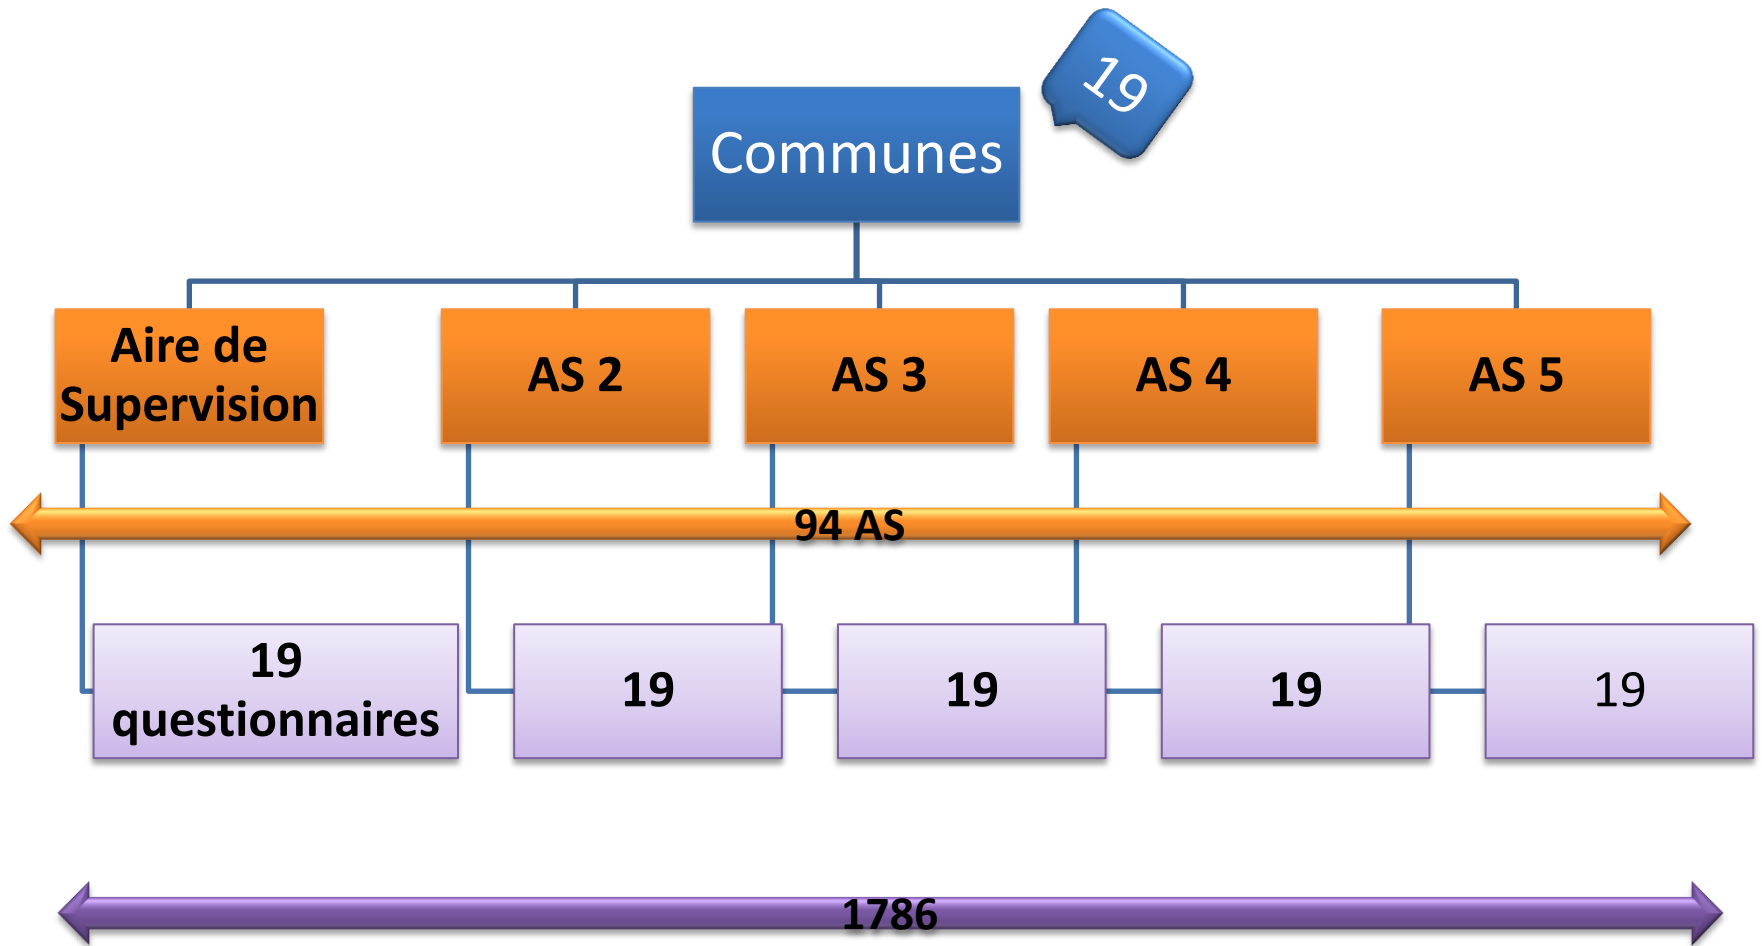 19
Communes
Aire de
Supervision
AS 2
AS 3
AS 4
AS 5
94 AS
19
questionnaires
19
19
19
19
1786